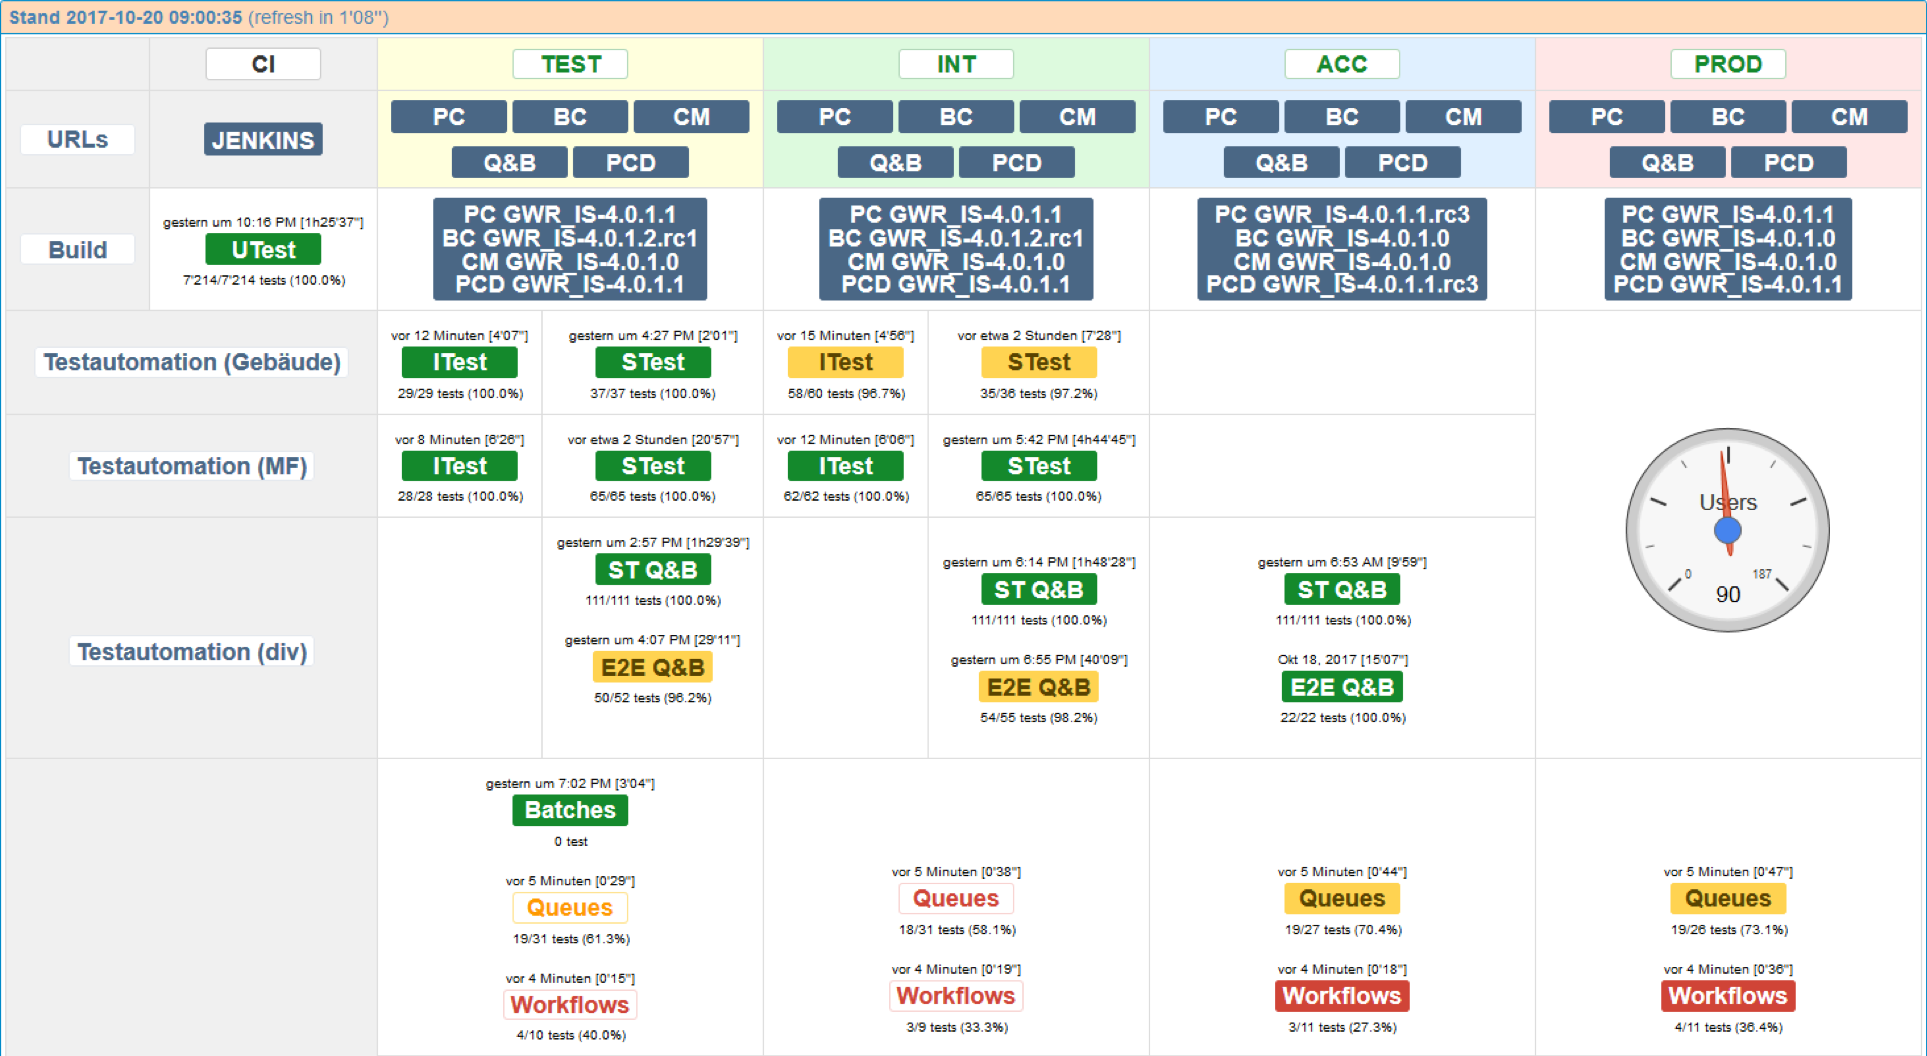 Stand 2017-10-20 09:00:35 (refresh in 1'08")
CI TEST INT ACC PROD
URLs JENKINS PC BC CM PC BC CM PC BC CM PC BC CM
Q&B PCD Q&B PCD Q&B PCD Q&B PCD
Build
gestern um 10:16 PM [1h25'37"]
UTest
7'214/7'214 tests (100.0%)
PC GWR_IS-4.0.1.1
BC GWR_IS-4.0.1.2.rc1
CM GWR_IS-4.0.1.0
PCD GWR_IS-4.0.1.1
PC GWR_IS-4.0.1.1
BC GWR_IS-4.0.1.2.rc1
CM GWR_IS-4.0.1.0
PCD GWR_IS-4.0.1.1
PC GWR_IS-4.0.1.1.rc3
BC GWR_IS-4.0.1.0
CM GWR_IS-4.0.1.0
PCD GWR_IS-4.0.1.1.rc3
PC GWR_IS-4.0.1.1
BC GWR_IS-4.0.1.0
CM GWR_IS-4.0.1.0
PCD GWR_IS-4.0.1.1
Testautomation (Gebäude)
vor 12 Minuten [4'07"]
ITest
29/29 tests (100.0%)
gestern um 4:27 PM [2'01"]
STest
37/37 tests (100.0%)
vor 15 Minuten [4'56"]
ITest
58/60 tests (96.7%)
vor etwa 2 Stunden [7'28"]
STest
35/36 tests (97.2%)
Testautomation (MF)
vor 8 Minuten [6'26"]
ITest
28/28 tests (100.0%)
vor etwa 2 Stunden [20'57"]
STest
65/65 tests (100.0%)
vor 12 Minuten [6'06"]
ITest
62/62 tests (100.0%)
gestern um 5:42 PM [4h44'45"]
STest
65/65 tests (100.0%)
Users
0 187
90
Testautomation (div)
gestern um 2:57 PM [1h29'39"]
ST Q&B
111/111 tests (100.0%)
gestern um 4:07 PM [29'11"]
E2E Q&B
50/52 tests (96.2%)
gestern um 6:14 PM [1h48'28"]
ST Q&B
111/111 tests (100.0%)
gestern um 6:55 PM [40'09"]
E2E Q&B
54/55 tests (98.2%)
gestern um 6:53 AM [9'59"]
ST Q&B
111/111 tests (100.0%)
Okt 18, 2017 [15'07"]
E2E Q&B
22/22 tests (100.0%)
gestern um 7:02 PM [3'04"]
Batches
0 test
vor 5 Minuten [0'29"]
Queues
19/31 tests (61.3%)
vor 4 Minuten [0'15"]
Workflows
4/10 tests (40.0%)
vor 5 Minuten [0'38"]
Queues
18/31 tests (58.1%)
vor 4 Minuten [0'19"]
Workflows
3/9 tests (33.3%)
vor 5 Minuten [0'44"]
Queues
19/27 tests (70.4%)
vor 4 Minuten [0'18"]
Workflows
3/11 tests (27.3%)
vor 5 Minuten [0'47"]
Queues
19/26 tests (73.1%)
vor 4 Minuten [0'36"]
Workflows
4/11 tests (36.4%)